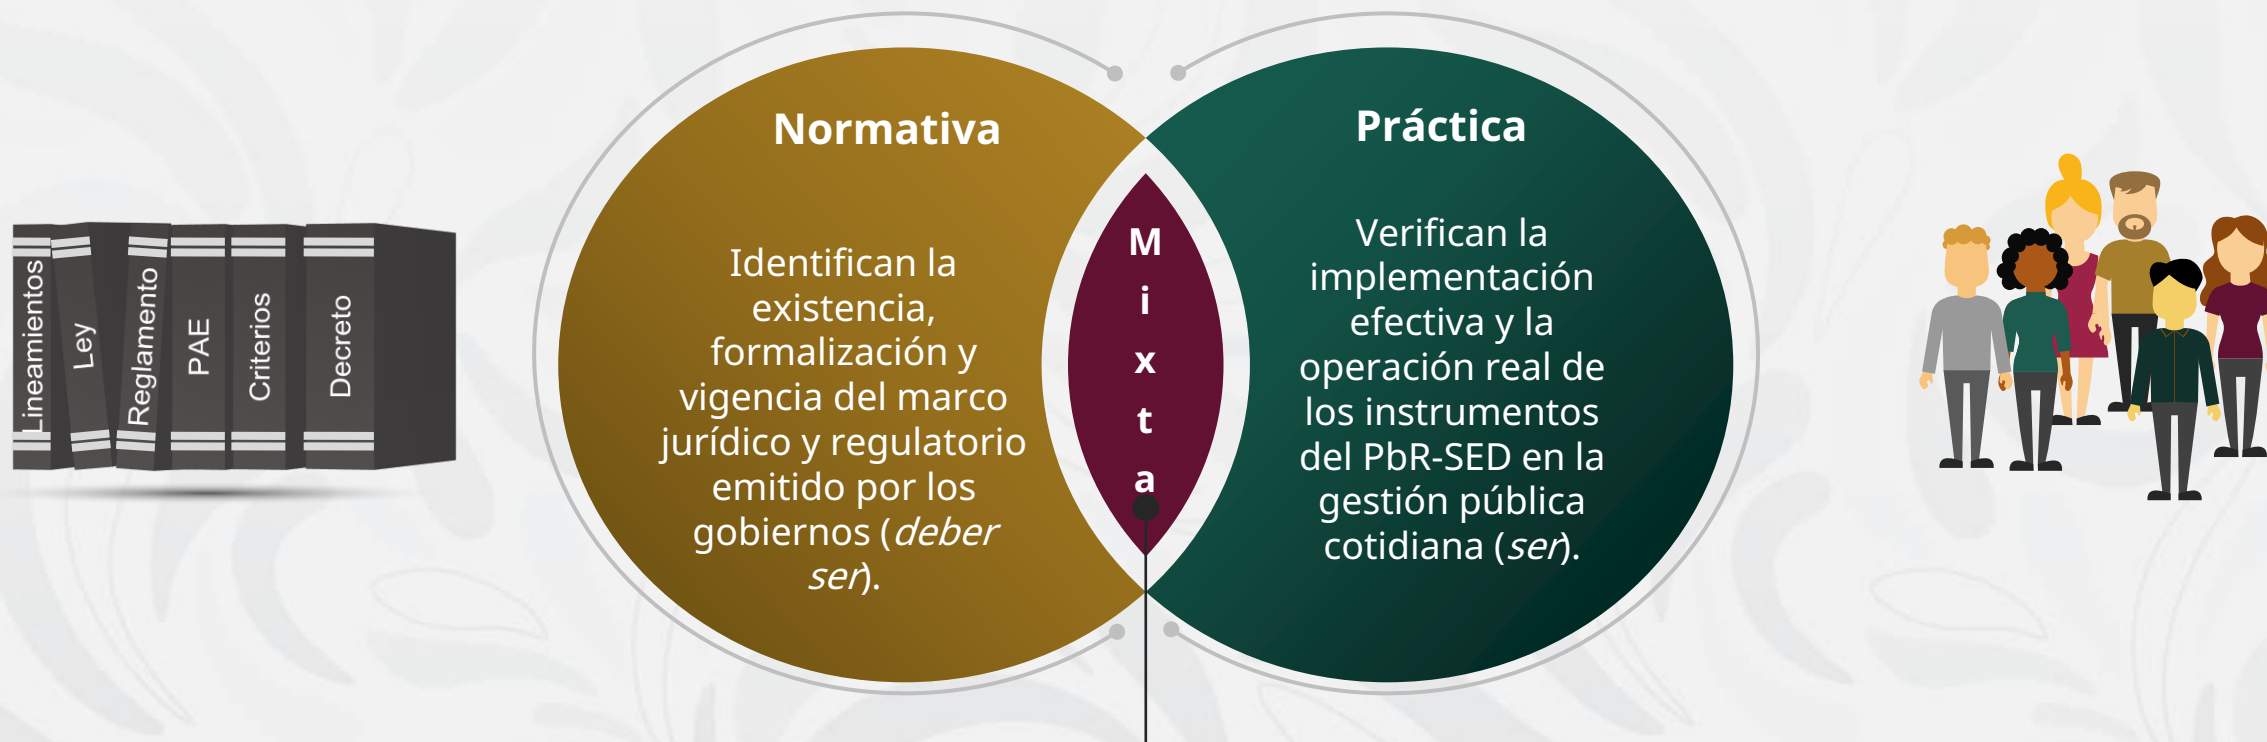 Lineamientos
Ley
Reglamento
PAE
Criterios
Decreto
Normativa
Identifican la
existencia,
formalización y
vigencia del marco
jurídico y regulatorio
emitido por los
gobiernos (deber
ser).
Mixta
Práctica
Verifican la
implementación
efectiva y la
operación real de
los instrumentos
del PbR-SED en la
gestión pública
cotidiana (ser).